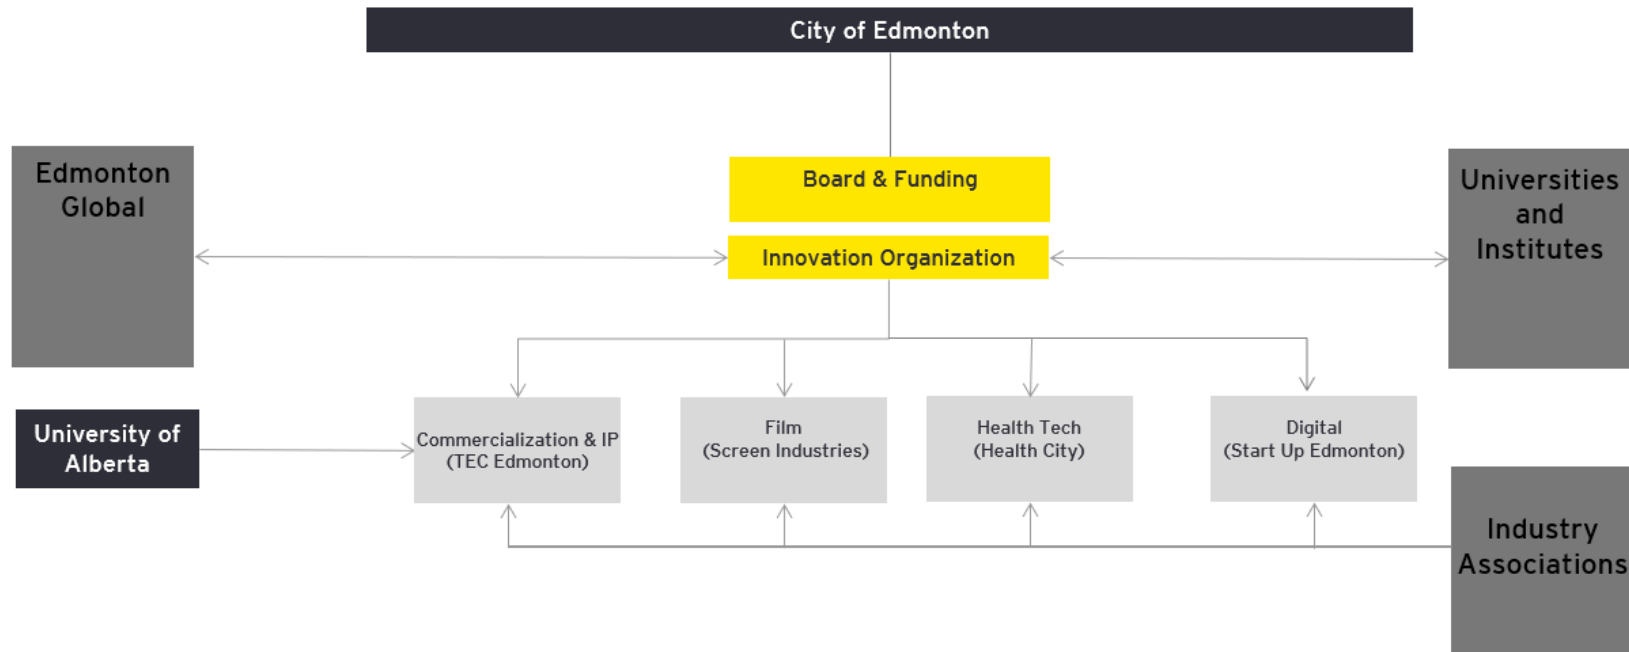 City of Edmonton
Edmonton
Global
Board & Funding
Universities
and
Institutes
Innovation Organization
University of
Alberta
Commercialization & IP
(TEC Edmonton)
Film
(Screen Industries)
Health Tech
(Health City)
Digital
(Start Up Edmonton)
Industry
Associations